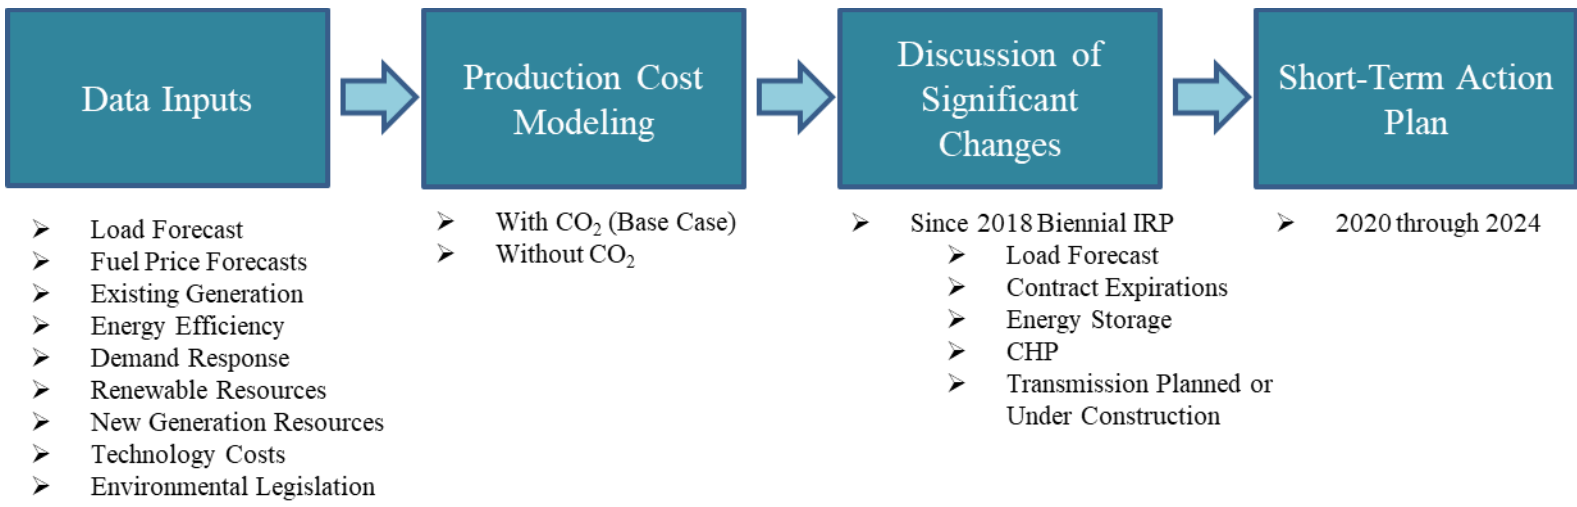 Data Inputs
Production Cost
Modeling
Discussion of
Significant
Changes
Short-Term Action
Plan
➢ Load Forecast
➢ Fuel Price Forecasts
➢ Existing Generation
➢ Energy Efficiency
➢ Demand Response
➢ Renewable Resources
➢ New Generation Resources
➢ Technology Costs
➢ Environmental Legislation
➢ With CO₂ (Base Case)
➢ Without CO₂
➢ Since 2018 Biennial IRP
➢ Load Forecast
➢ Contract Expirations
➢ Energy Storage
➢ CHP
➢ Transmission Planned or
Under Construction
➢ 2020 through 2024